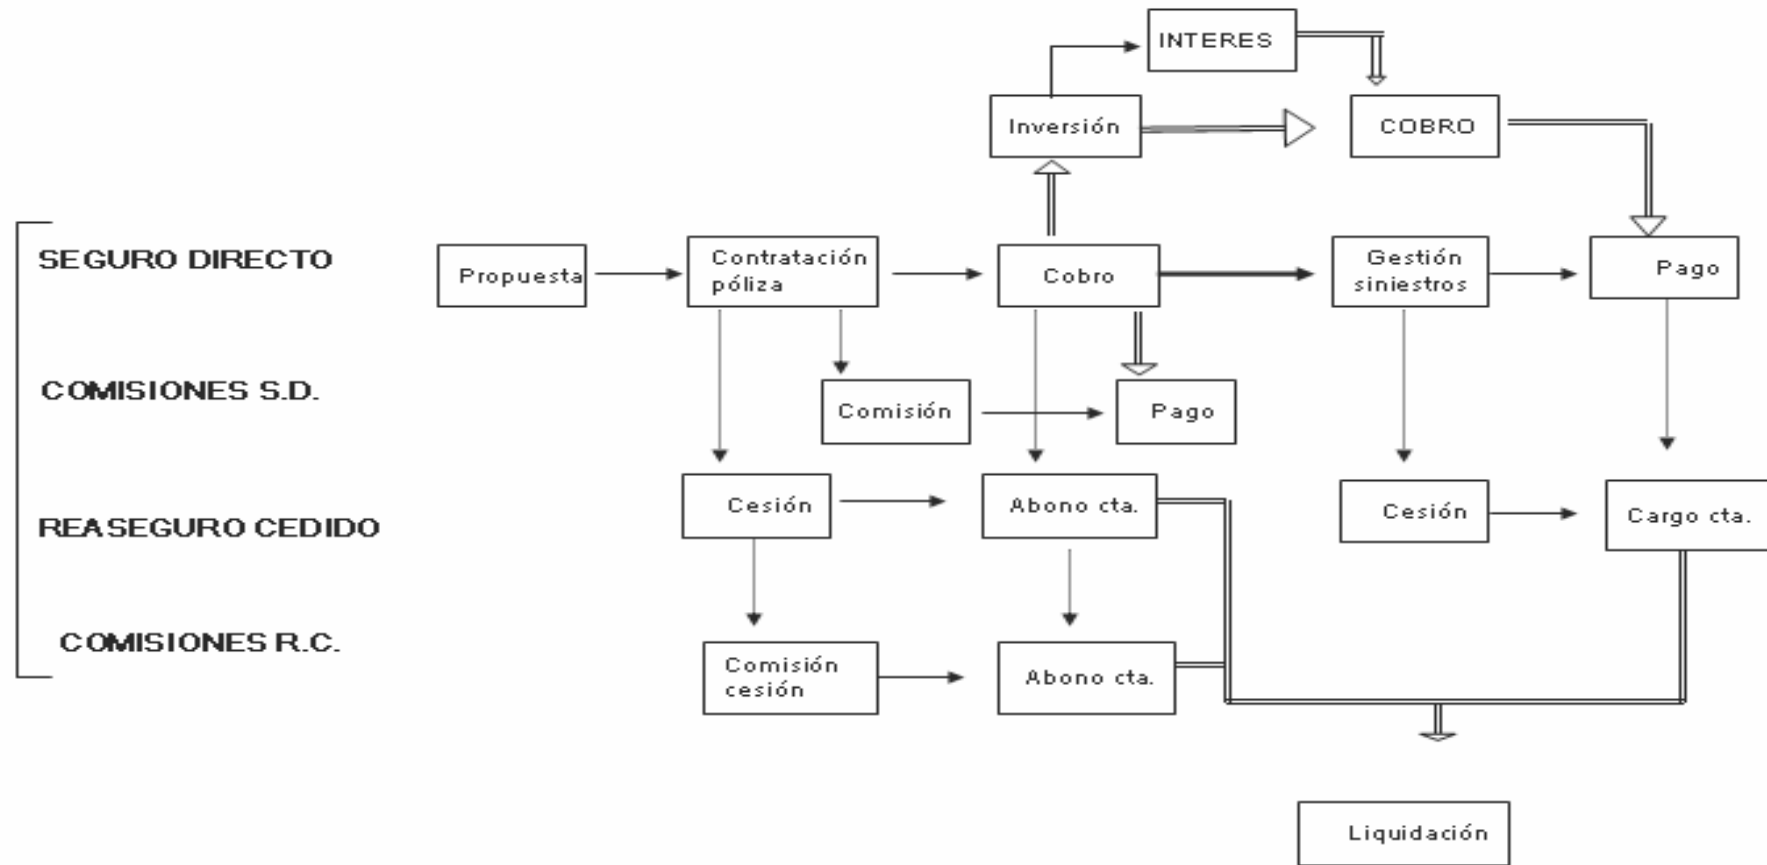 INTERES
Inversión
COBRO
SEGURO DIRECTO
Propuesta
Contratación
póliza
Cobro
Gestión
siniestros
Pago
COMISIONES S.D.
Comisión
Pago
REASEGURO CEDIDO
Cesión
Abono cta.
Cesión
Cargo cta.
COMISIONES R.C.
Comisión
cesión
Abono cta.
Liquidación